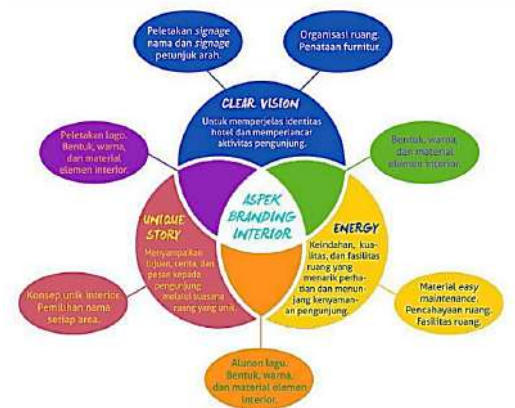 Peletakan signage
nama dan signage
petunjuk arah.
Organisasi ruang.
Penataan furnitur.
CLEAR VISION
Untuk memperjelas identitas
hotel dan memperlancar
aktivitas pengunjung.
Peletakan logo.
Bentuk, warna,
dan material
elemen interior.
Bentuk, warna,
dan material
elemen interior.
ASPEK
BRANDING
INTERIOR
UNIQUE
STORY
Menyampaikan
tujuan, cerita, dan
pesan kepada
pengunjung
melalui suasana
ruang yang unik.
ENERGY
Keindahan, kua-
litas, dan fasilitas
ruang yang
menarik perha-
tian dan menun-
jang kenyaman-
an pengunjung.
Konsep unik interior.
Pemilihan nama
setiap area.
Material easy
maintenance.
Pencahayaan ruang.
Fasilitas ruang.
Alunan lagu.
Bentuk, warna,
dan material elemen
interior.